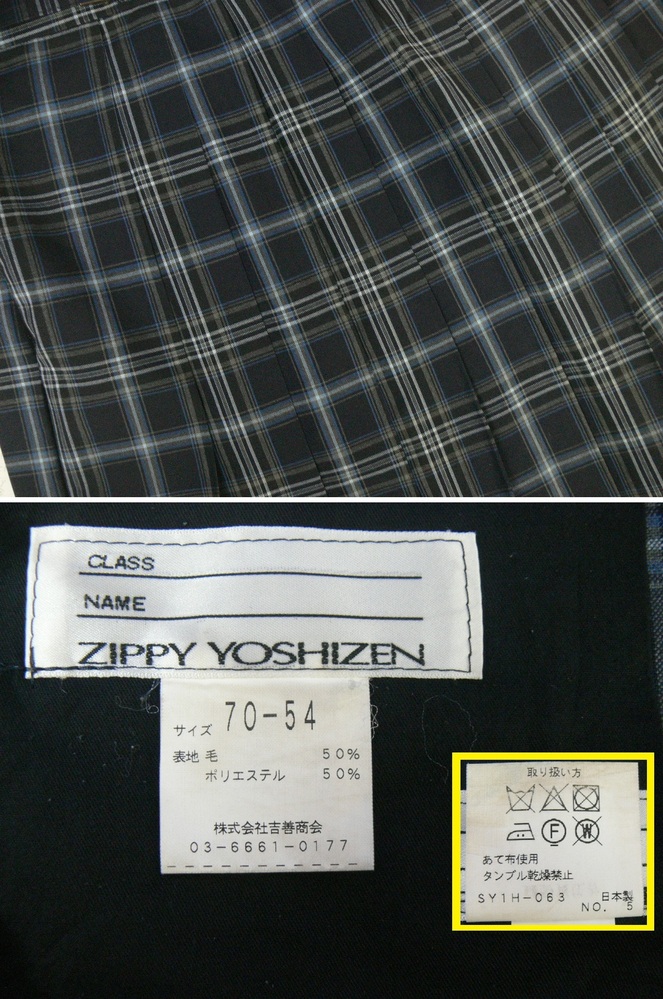 CLASS
NAME
ZIPPY YOSHIZEN
サイズ 70-54
表地 毛 50%
ポリエステル 50%
株式会社吉善商会
03-6661-0177
取り扱い方
F W
あて布使用
タンブル乾燥禁止
SY1H-063 日本製
NO. 5